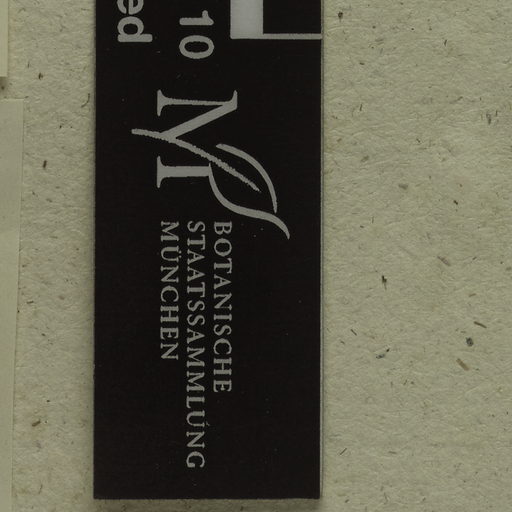 10
ed
BOTANISCHE
STAATSSAMMLUNG
MÜNCHEN